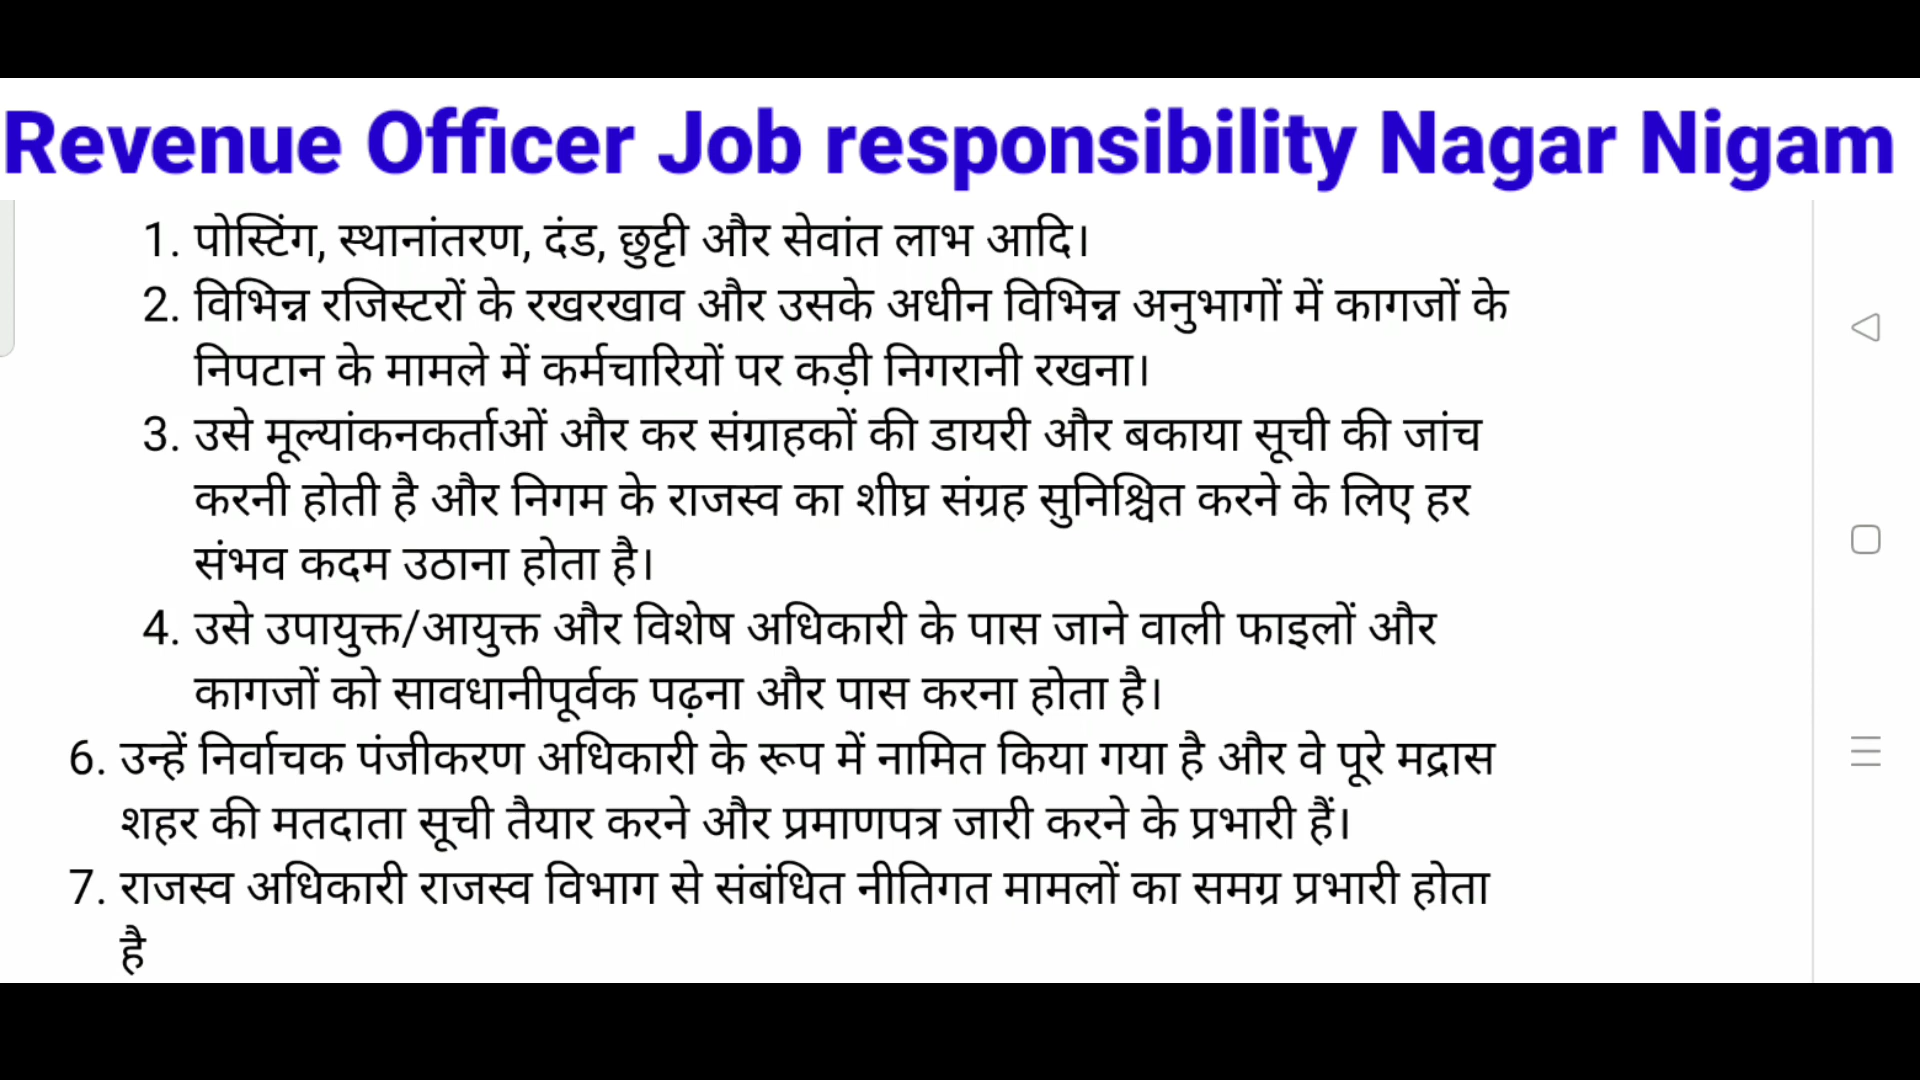 Revenue Officer Job responsibility Nagar Nigam
1. पोस्टिंग, स्थानांतरण, दंड, छुट्टी और सेवांत लाभ आदि।
2. विभिन्न रजिस्टरों के रखरखाव और उसके अधीन विभिन्न अनुभागों में कागजों के
निपटान के मामले में कर्मचारियों पर कड़ी निगरानी रखना।
3. उसे मूल्यांकनकर्ताओं और कर संग्राहकों की डायरी और बकाया सूची की जांच
करनी होती है और निगम के राजस्व का शीघ्र संग्रह सुनिश्चित करने के लिए हर
संभव कदम उठाना होता है।
4. उसे उपायुक्त/आयुक्त और विशेष अधिकारी के पास जाने वाली फाइलों और
कागजों को सावधानीपूर्वक पढ़ना और पास करना होता है।
6. उन्हें निर्वाचक पंजीकरण अधिकारी के रूप में नामित किया गया है और वे पूरे मद्रास
शहर की मतदाता सूची तैयार करने और प्रमाणपत्र जारी करने के प्रभारी हैं।
7. राजस्व अधिकारी राजस्व विभाग से संबंधित नीतिगत मामलों का समग्र प्रभारी होता
है